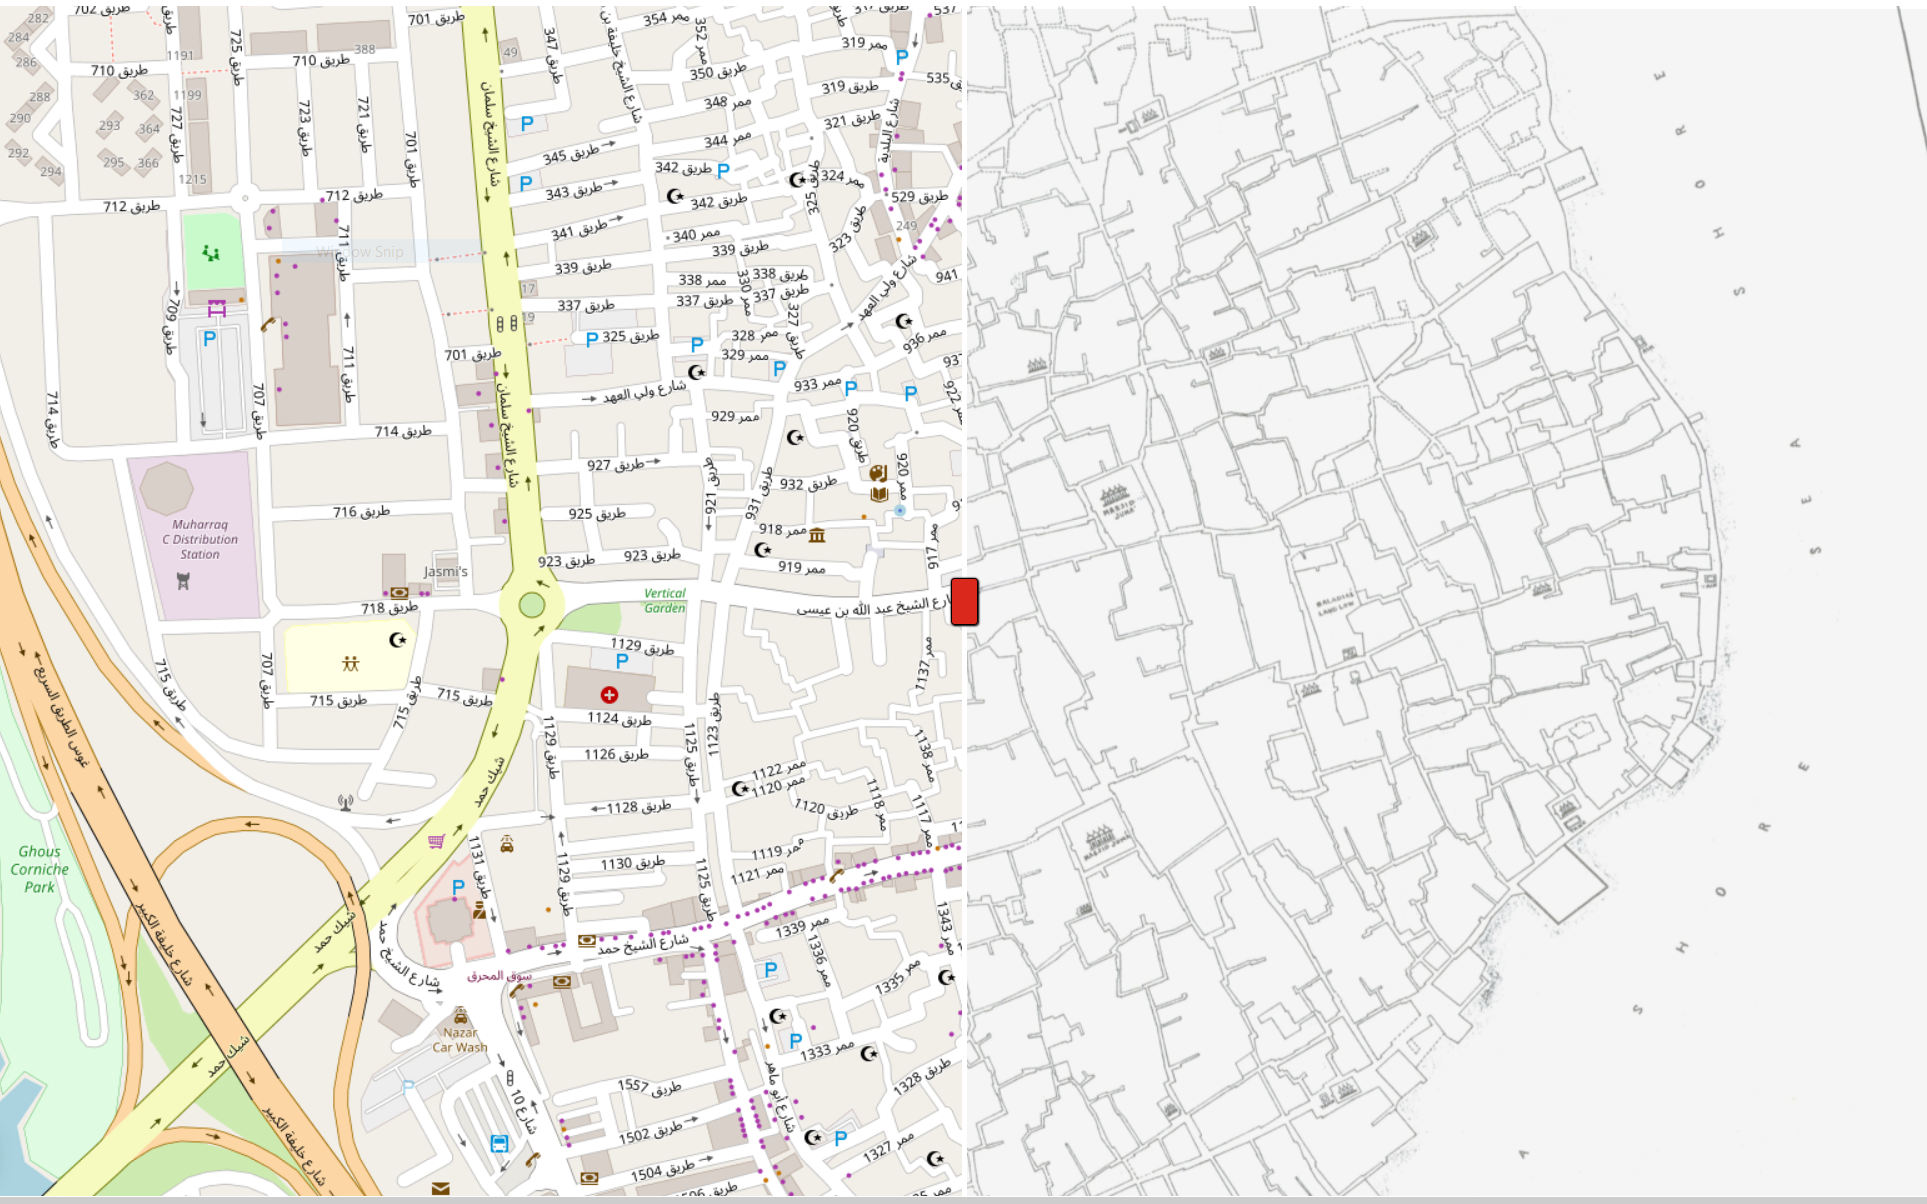 282
طريق 702
طريق 701
ممر 354
537
284
286
1191
طريق 725
388
49
طريق 347
شارع الشيخ خليفة بن
ممر 352
ممر 319
طريق 710
طريق 710
طريق 350
طريق 319
535
288
362
1199
ممر 348
290
293
364
طريق 727
طريق 723
طريق 721
طريق 701
شارع الشيخ سلمان
ممر 344
طريق 321
شارع البلدية
292
295
366
294
1215
طريق 345
طريق 342
طريق 343
ممر 324
طريق 325
طريق 712
طريق 712
طريق 342
طريق 529
طريق 341
ممر 340
طريق 323
249
طريق 711
Window Snip
طريق 339
طريق 339
شارع ولي العهد
941
ممر 338
طريق 338
ممر 330
17
طريق 337
طريق 337
طريق 337
طريق 709
19
طريق 325
ممر 328
طريق 327
ممر 936
طريق 701
ممر 329
937
طريق 711
شارع ولي العهد
ممر 933
ممر 922
طريق 714
طريق 707
شارع الشيخ سلمان
ممر 929
طريق 920
طريق 714
طريق 927
طريق 921
طريق 931
طريق 932
ممر 920
طريق 716
طريق 925
ممر 918
ممر 917
Muharraq
C Distribution
Station
طريق 923
طريق 923
ممر 919
Jasmi's
Vertical
Garden
طريق 718
شارع الشيخ عبد الله بن عيسى
طريق 1129
ممر 1137
طريق 715
طريق 707
طريق 715
طريق 715
طريق 715
غوس الطريق السريع
طريق 1124
طريق 1123
طريق 1129
طريق 1126
طريق 1125
ممر 1138
ممر 1122
ممر 1120
شيك حمد
طريق 1128
طريق 1120
ممر 1118
ممر 1117
11
Ghous
Corniche
Park
طريق 1131
طريق 1130
طريق 1129
ممر 1119
ممر 1121
طريق 1125
شيك حمد
شارع خليفة الكبير
شارع الشيخ حمد
شارع الشيخ حمد
ممر 1339
ممر 1343
سوق المحرق
ممر 1336
ممر 1335
Nazar
Car Wash
شيك حمد
ممر 1333
طريق 1328
شارع 10
طريق 1557
شارع أبو ماهر
شارع خليفة الكبير
طريق 1502
ممر 1327
طريق 1504
MASJID
JUMA'
BALADIAH
LAND LOW
MASJID JUMA'
S E A
S H O R E
S E A
S H O R E